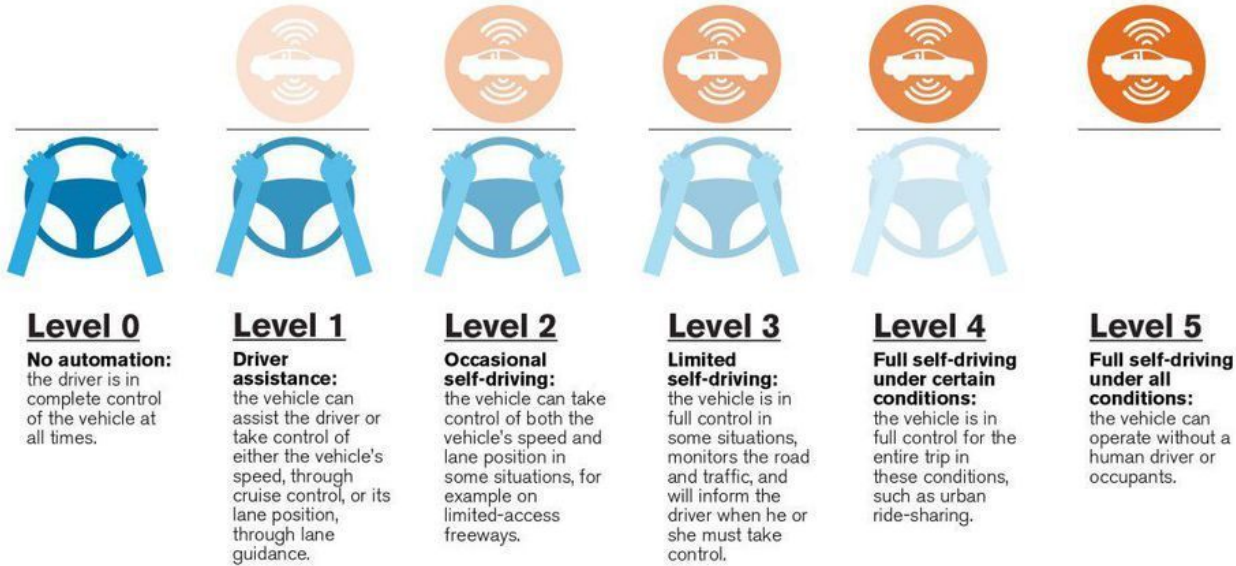 Level 0
No automation:
the driver is in
complete control
of the vehicle at
all times.
Level 1
Driver
assistance:
the vehicle can
assist the driver or
take control of
either the vehicle's
speed, through
cruise control, or its
lane position,
through lane
guidance.
Level 2
Occasional
self-driving:
the vehicle can take
control of both the
vehicle's speed and
lane position in
some situations, for
example on
limited-access
freeways.
Level 3
Limited
self-driving:
the vehicle is in
full control in
some situations,
monitors the road
and traffic, and
will inform the
driver when he or
she must take
control.
Level 4
Full self-driving
under certain
conditions:
the vehicle is in
full control for the
entire trip in
these conditions,
such as urban
ride-sharing.
Level 5
Full self-driving
under all
conditions:
the vehicle can
operate without a
human driver or
occupants.